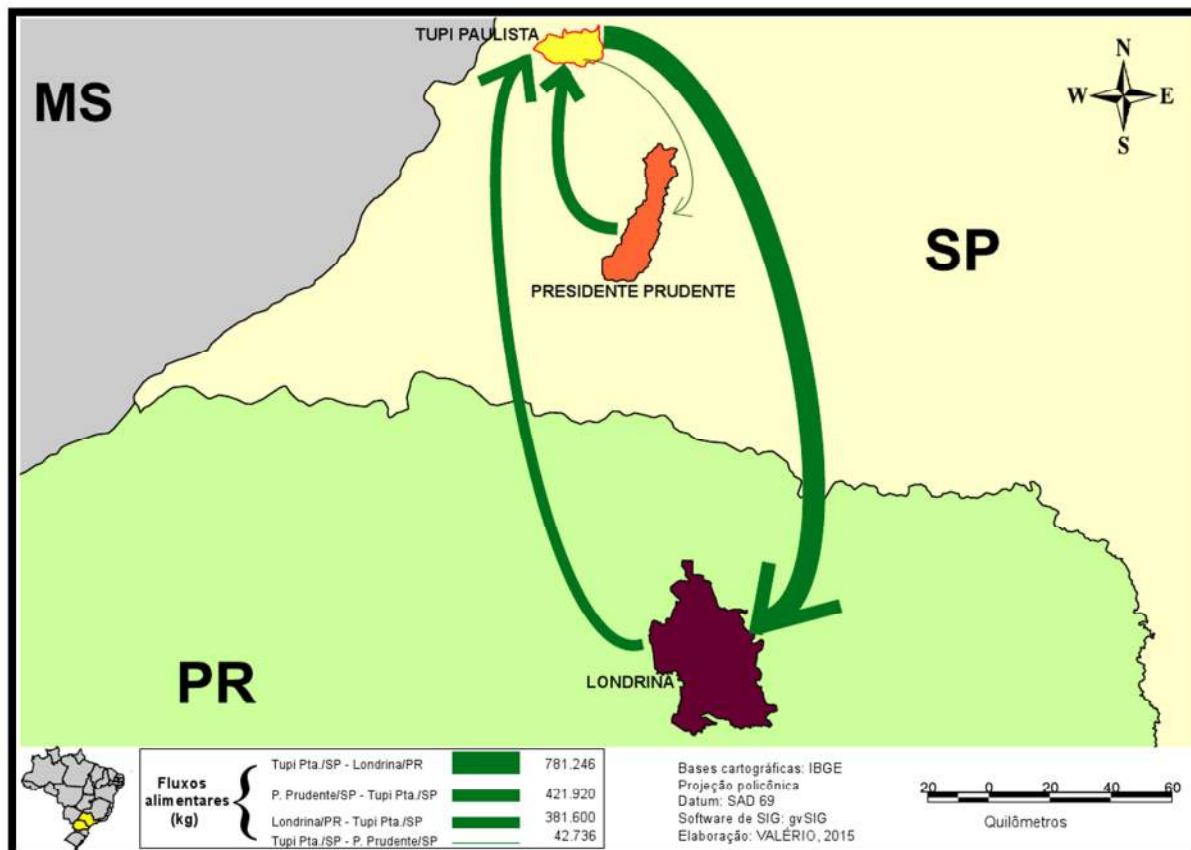 TUPI PAULISTA
MS
N
W E
S
SP
PRESIDENTE PRUDENTE
PR
LONDRINA
Fluxos
alimentares
(kg)
Tupi Pta./SP - Londrina/PR 781.246
P. Prudente/SP - Tupi Pta./SP 421.920
Londrina/PR - Tupi Pta./SP 381.600
Tupi Pta./SP - P. Prudente/SP 42.736
Bases cartográficas: IBGE
Projeção policônica
Datum: SAD 69
Software de SIG: gvSIG
Elaboração: VALÉRIO, 2015
20 0 20 40 60
Quilômetros